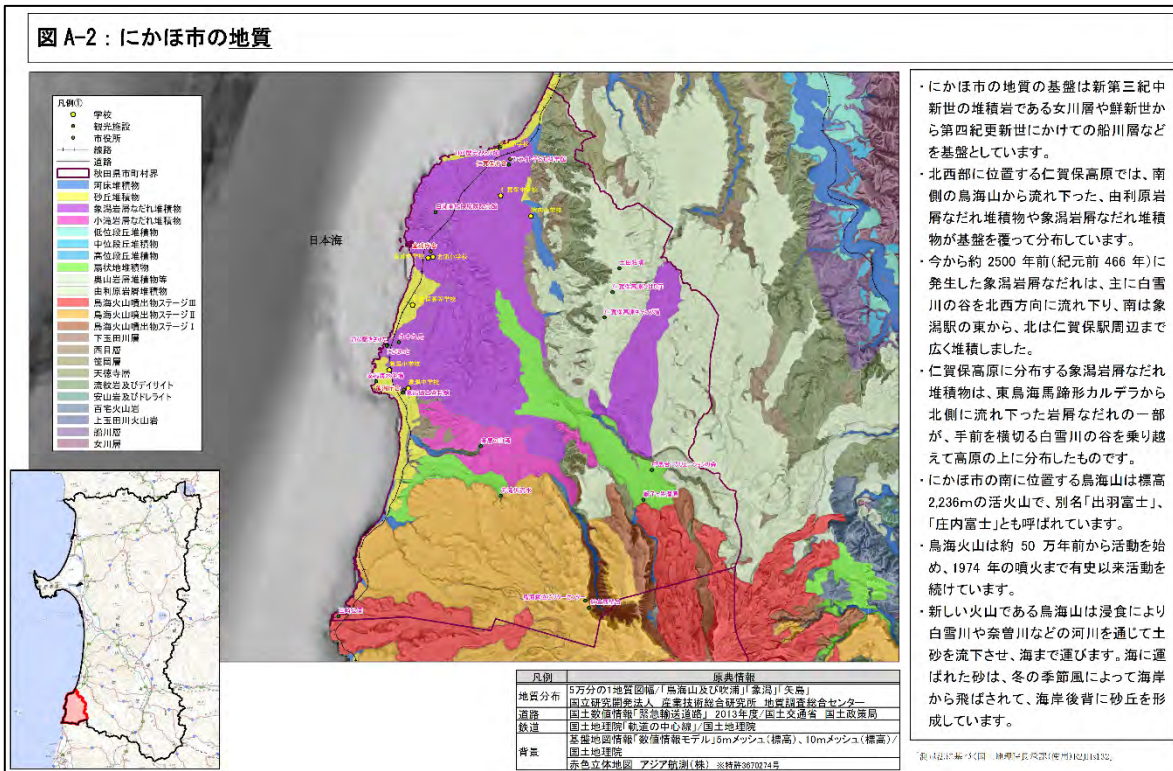 図 A-2：にかほ市の地質
凡例①
学校
観光施設
市役所
線路
道路
秋田県市町村界
河床堆積物
砂丘堆積物
象潟岩屑なだれ堆積物
小滝岩屑なだれ堆積物
低位段丘堆積物
中位段丘堆積物
高位段丘堆積物
扇状地堆積物
奥山岩屑堆積物等
由利原岩屑堆積物
鳥海火山噴出物ステージⅢ
鳥海火山噴出物ステージⅡ
鳥海火山噴出物ステージⅠ
下玉田川層
西目層
笹岡層
天徳寺層
流紋岩及びデイサイト
安山岩及びドレライト
百宅火山岩
上玉田川火山岩
船川層
女川層
日本海
・にかほ市の地質の基盤は新第三紀中
新世の堆積岩である女川層や鮮新世か
ら第四紀更新世にかけての船川層など
を基盤としています。
・北西部に位置する仁賀保高原では、南
側の鳥海山から流れ下った、由利原岩
屑なだれ堆積物や象潟岩屑なだれ堆積
物が基盤を覆って分布しています。
・今から約 2500 年前(紀元前 466 年)に
発生した象潟岩屑なだれは、主に白雪
川の谷を北西方向に流れ下り、南は象
潟駅の東から、北は仁賀保駅周辺まで
広く堆積しました。
・仁賀保高原に分布する象潟岩屑なだれ
堆積物は、東鳥海馬蹄形カルデラから
北側に流れ下った岩屑なだれの一部
が、手前を横切る白雪川の谷を乗り越
えて高原の上に分布したものです。
・にかほ市の南に位置する鳥海山は標高
2,236mの活火山で、別名「出羽富士」、
「庄内富士」とも呼ばれています。
・鳥海火山は約 50 万年前から活動を始
め、1974 年の噴火まで有史以来活動を
続けています。
・新しい火山である鳥海山は浸食により
白雪川や奈曽川などの河川を通じて土
砂を流下させ、海まで運びます。海に運
ばれた砂は、冬の季節風によって海岸
から飛ばされて、海岸後背に砂丘を形
成しています。
凡例 原典情報
地質分布 5万分の1地質図幅/「鳥海山及び吹浦」「象潟」「矢島」
国立研究開発法人 産業技術総合研究所 地質調査総合センター
道路 国土数値情報「緊急輸送道路」 2013年度/国土交通省 国土政策局
鉄道 国土地理院「軌道の中心線」/国土地理院
背景 基盤地図情報「数値情報モデル」5mメッシュ(標高)、10mメッシュ(標高)/
国土地理院
赤色立体地図 アジア航測(株) ※特許3670274号